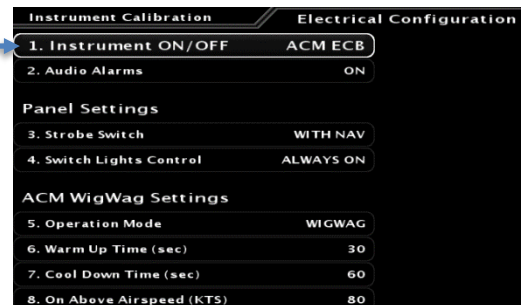 Instrument Calibration Electrical Configuration
1. Instrument ON/OFF ACM ECB
2. Audio Alarms ON
Panel Settings
3. Strobe Switch WITH NAV
4. Switch Lights Control ALWAYS ON
ACM WigWag Settings
5. Operation Mode WIGWAG
6. Warm Up Time (sec) 30
7. Cool Down Time (sec) 60
8. On Above Airspeed (KTS) 80